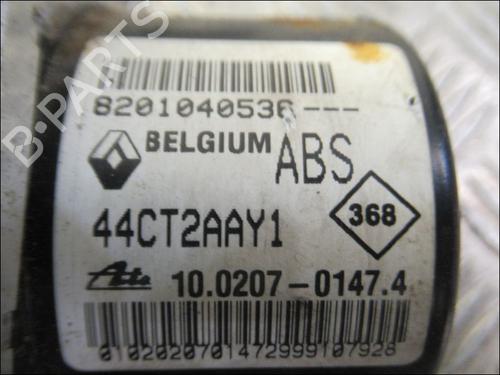 8201040536---
BELGIUM ABS
44CT2AAY1
368
Ate
10.0207-0147.4
0102020701472999107928
B-PARTS